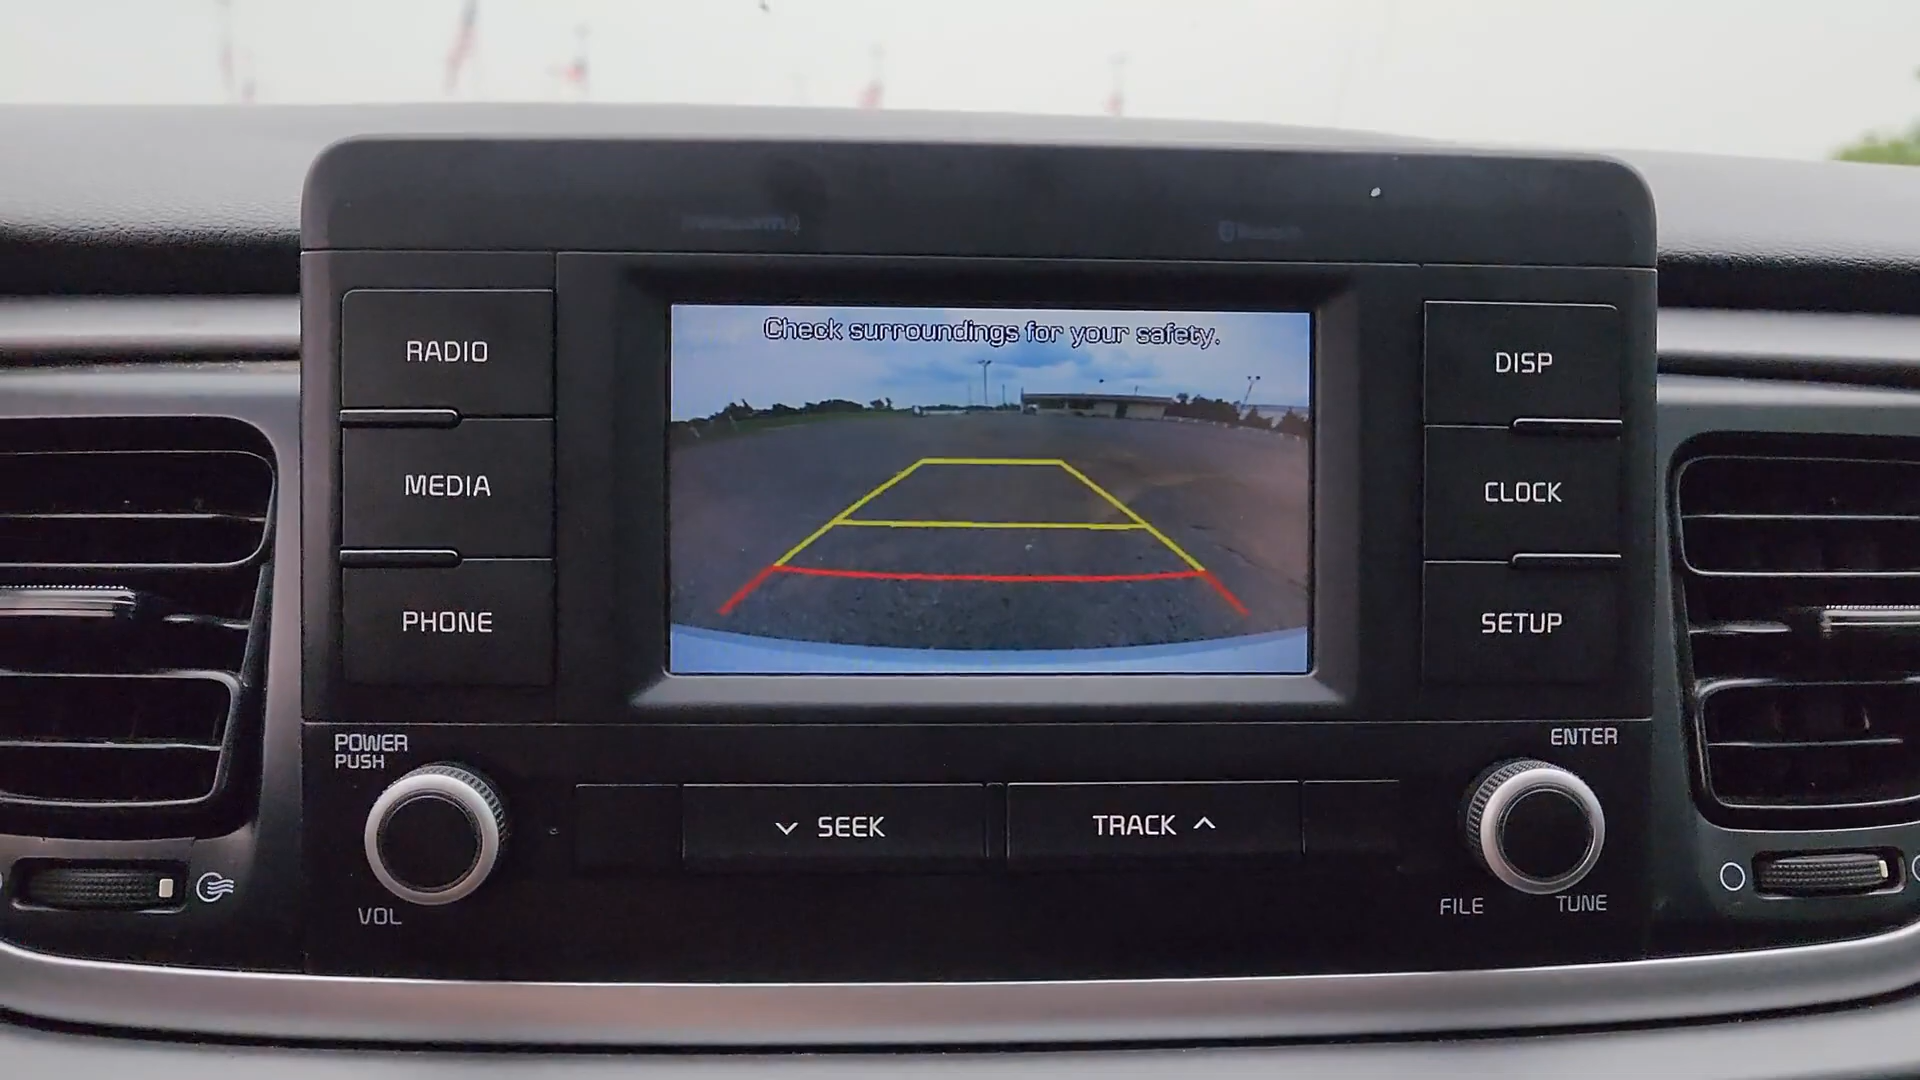 Check surroundings for your safety.
RADIO
MEDIA
PHONE
DISP
CLOCK
SETUP
POWER
PUSH
VOL
SEEK
TRACK
ENTER
FILE
TUNE